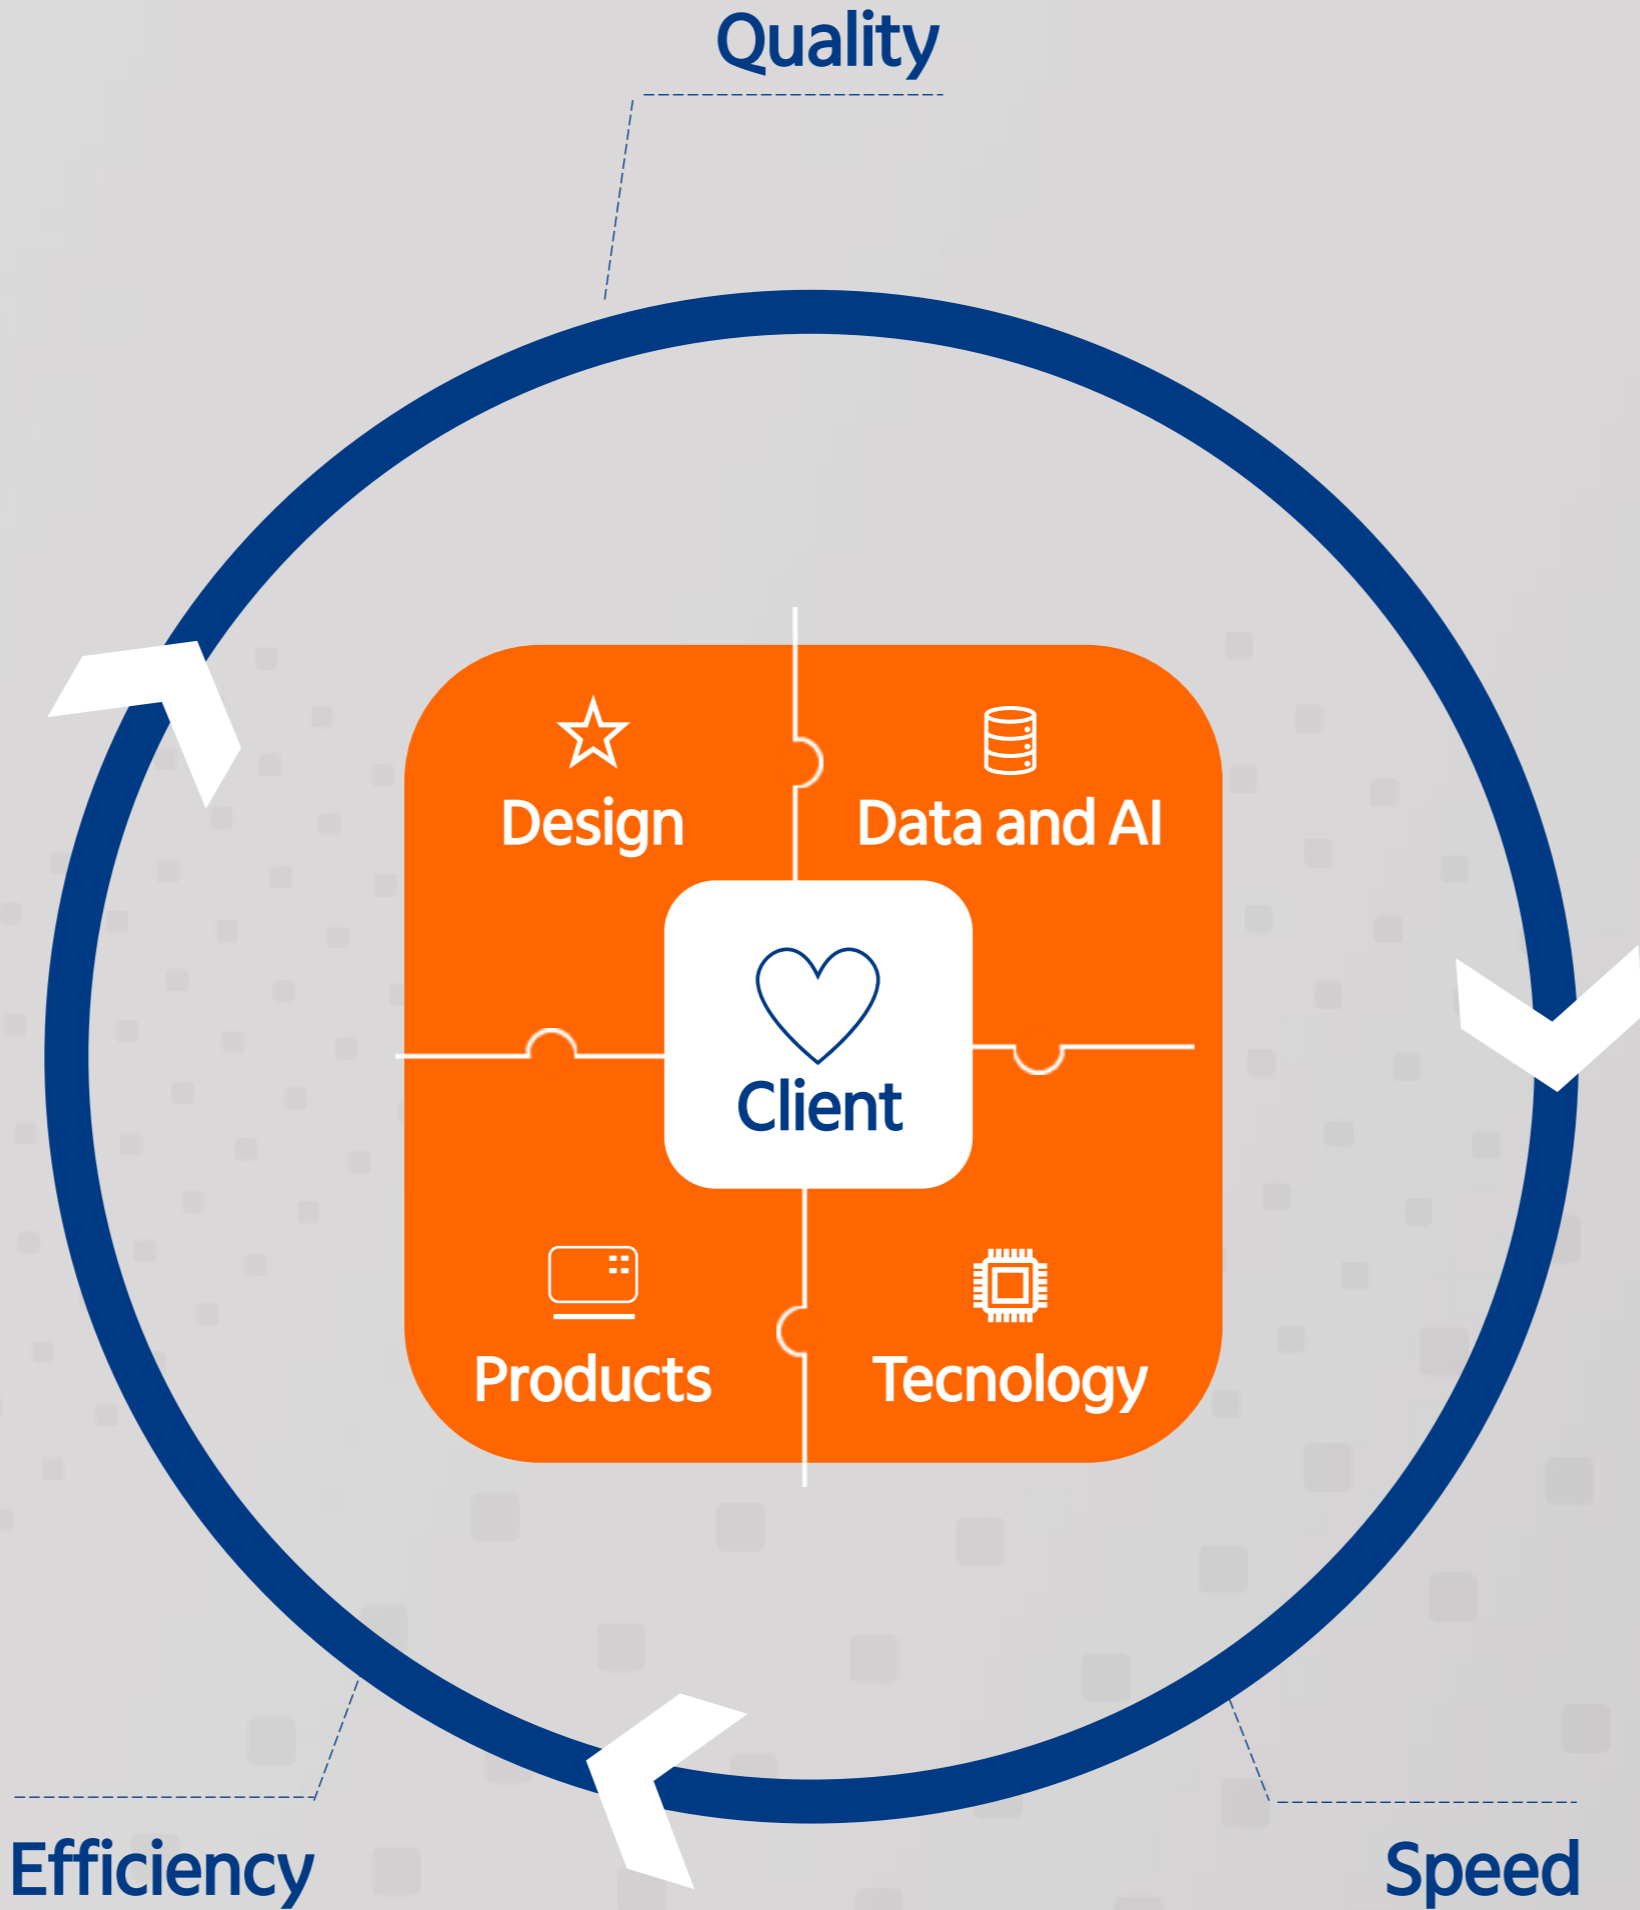 Quality
Design
Data and AI
Client
Products
Tecnology
Efficiency
Speed